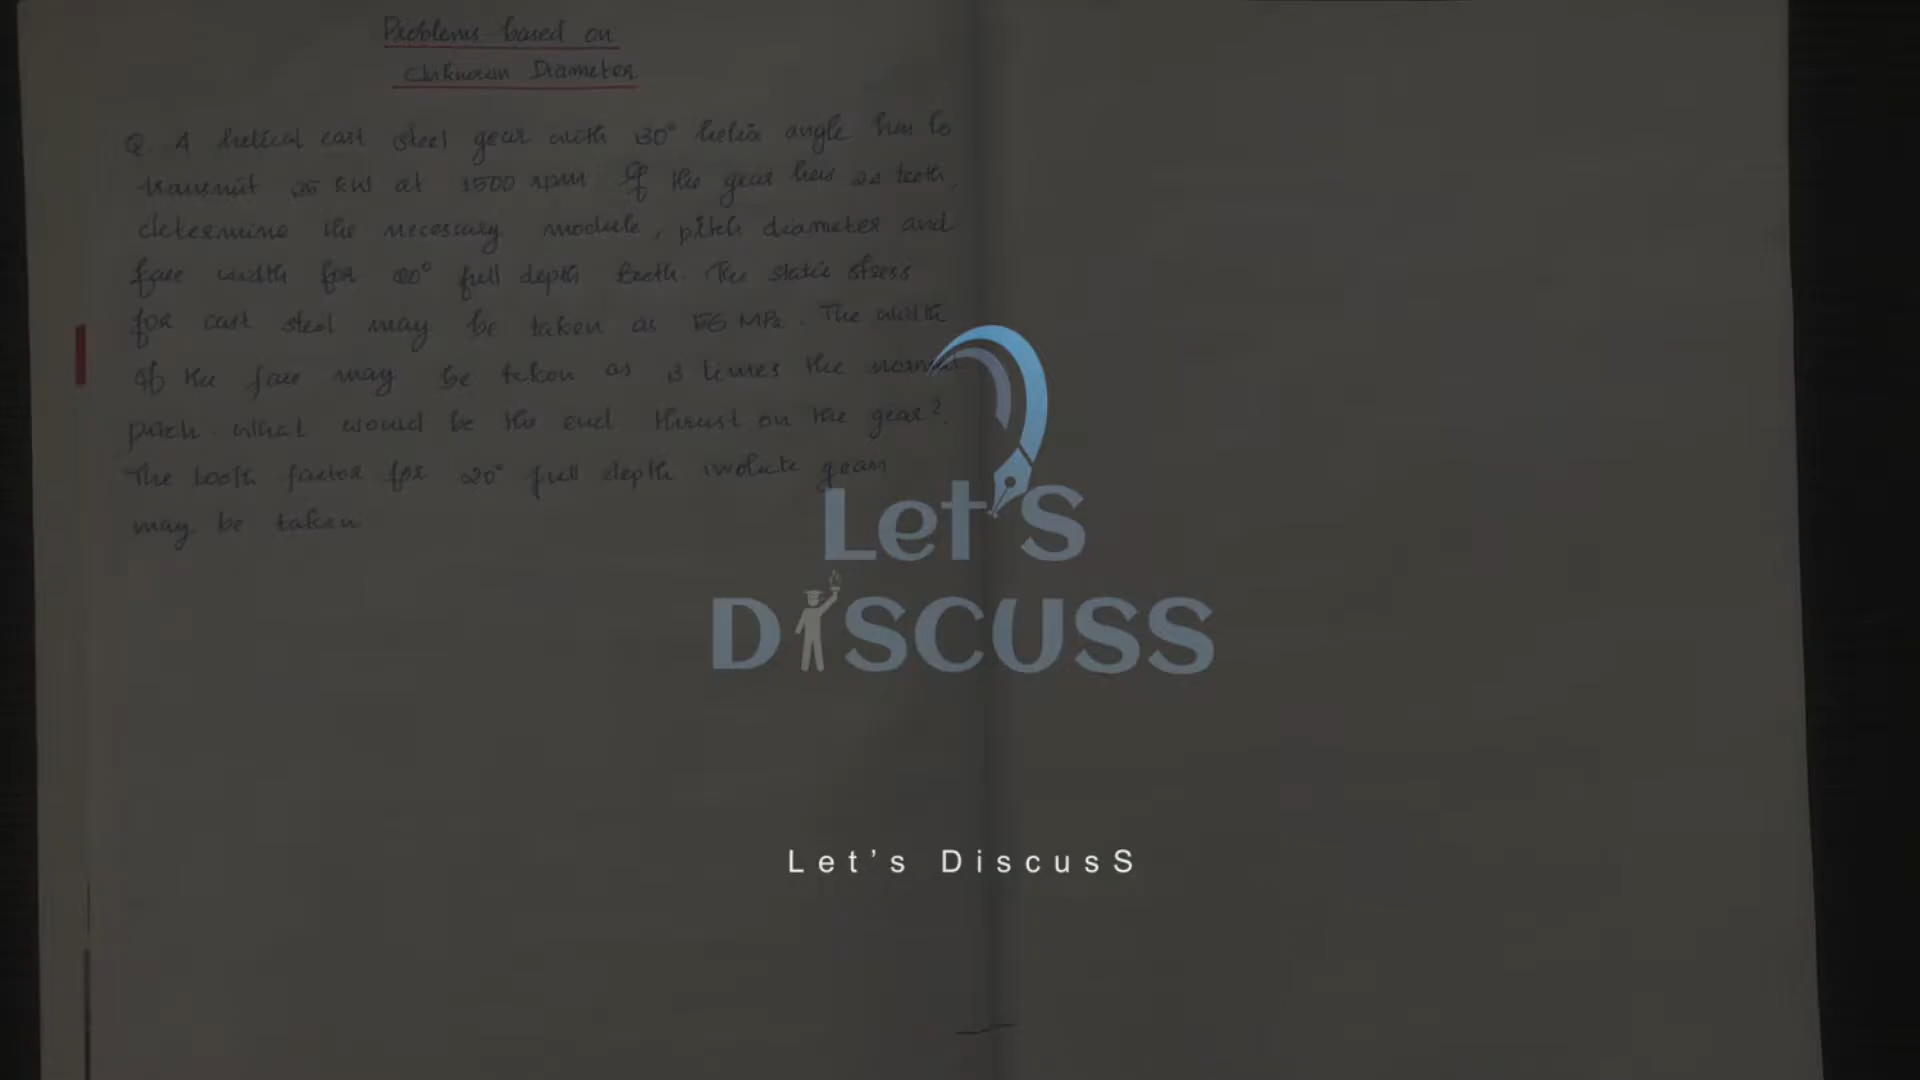 Problems based on
Unknown Diameter
Q. A helical cast steel gear with 30° helix angle has to
transmit 35 kW at 1500 rpm If the gear has 24 teeth,
determine the necessary module, pitch diameter and
face width for 20° full depth teeth. The static stress
for cast steel may be taken as 56 MPa. The width
of the face may be taken as 3 times the normal
pitch. What would be the end thrust on the gear?
The tooth factor for 20° full depth involute gear
may be taken
Let's
DISCUSS
Let's DiscusS